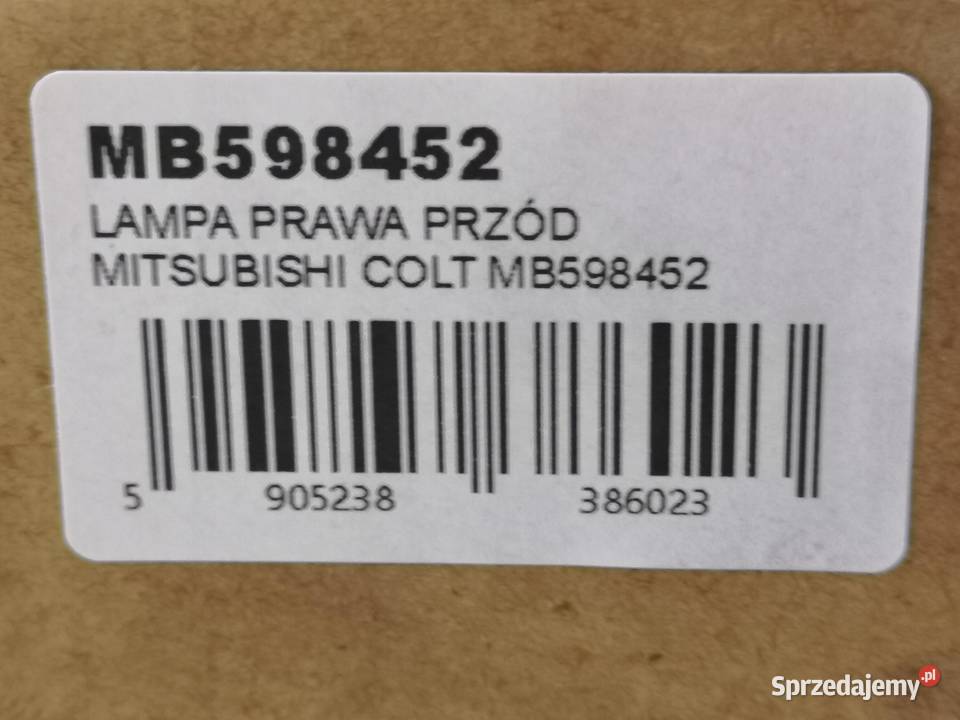 MB598452
LAMPA PRAWA PRZÓD
MITSUBISHI COLT MB598452
5 905238 386023
Sprzedajemy.pl